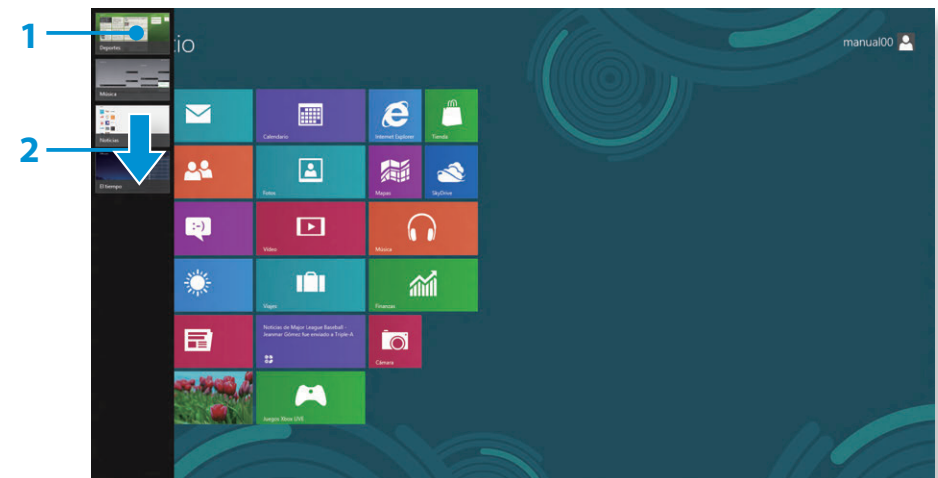 1
2
Deportes
Música
Noticias
El tiempo
io
manual00
Calendario
Internet Explorer
Tienda
Fotos
Mapas
SkyDrive
:-)
Vídeo
Música
Viajes
Finanzas
Noticias de Major League Baseball -
Jeanmar Gómez fue enviado a Triple-A
Cámara
Juegos Xbox LIVE